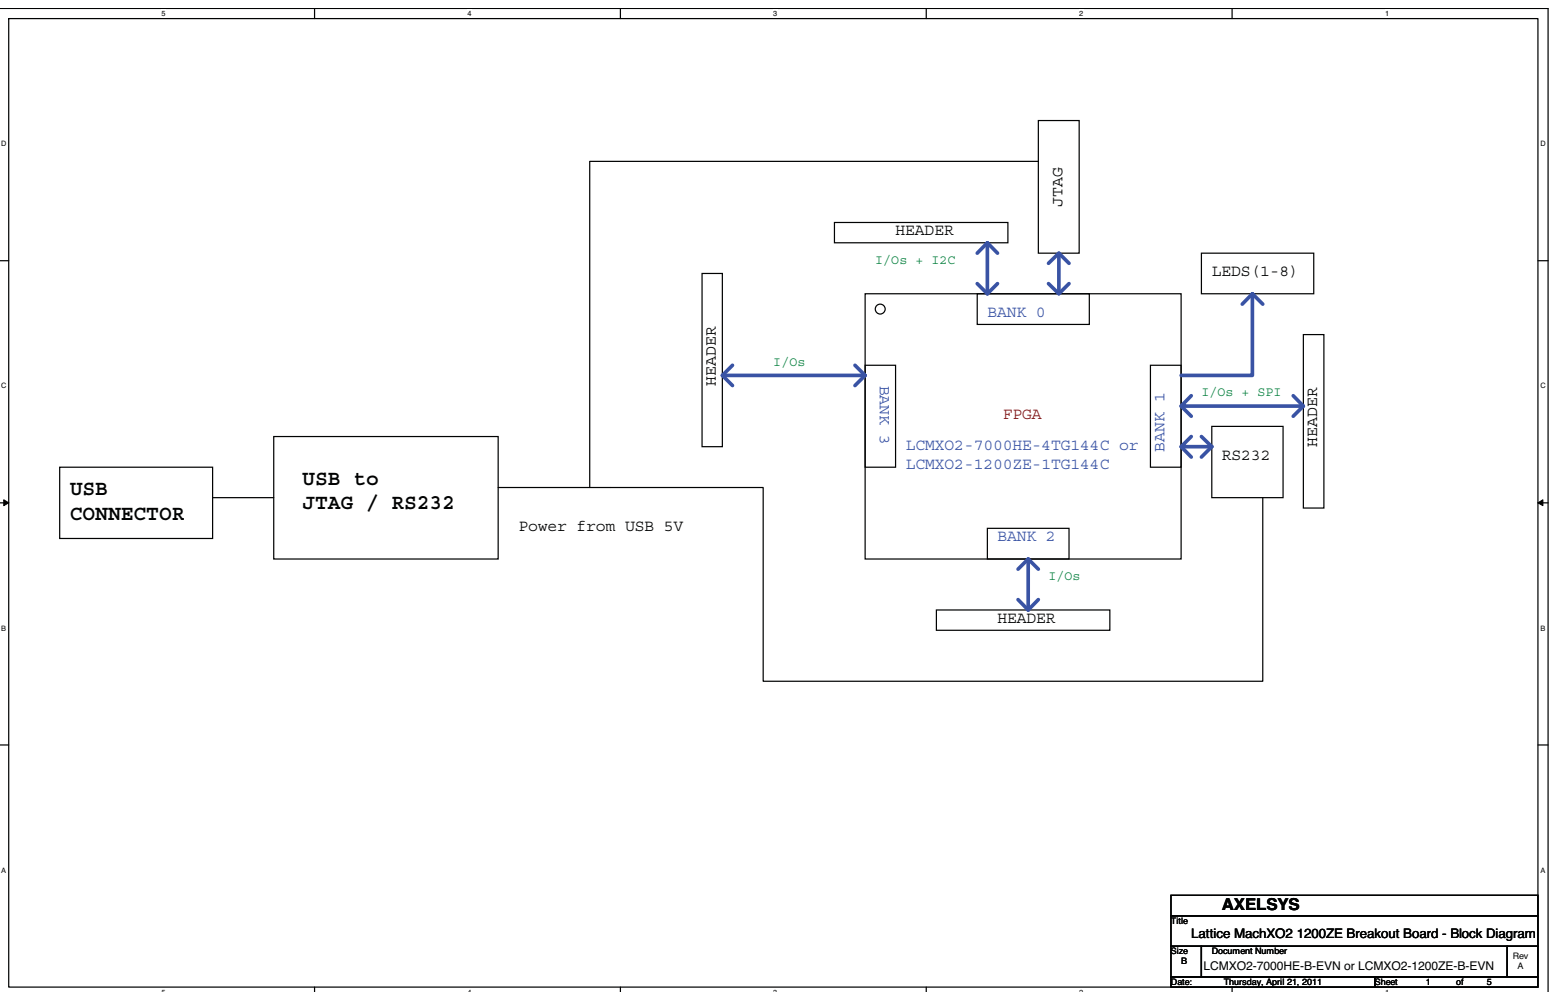 5 4 3 2 1
D D
JTAG
HEADER
I/Os + I2C
LEDS(1-8)
BANK 0
HEADER
I/Os
C C
I/Os + SPI
HEADER
BANK 3
BANK 1
FPGA
LCMXO2-7000HE-4TG144C or
LCMXO2-1200ZE-1TG144C
RS232
USB
CONNECTOR
USB to
JTAG / RS232
Power from USB 5V
BANK 2
I/Os
HEADER
B B
A A
AXELSYS
Title
Lattice MachXO2 1200ZE Breakout Board - Block Diagram
Size Document Number Rev
B LCMXO2-7000HE-B-EVN or LCMXO2-1200ZE-B-EVN A
Date: Thursday, April 21, 2011 Sheet 1 of 5